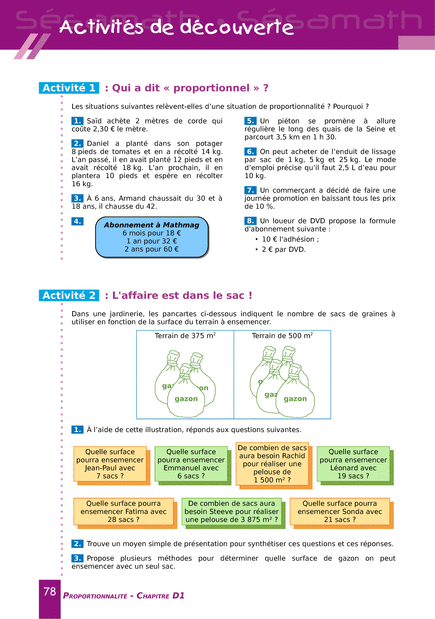 Sésamath Sésamath
Activités de découverte
Activité 1 : Qui a dit « proportionnel » ?
Les situations suivantes relèvent-elles d'une situation de proportionnalité ? Pourquoi ?
1. Saïd achète 2 mètres de corde qui
coûte 2,30 € le mètre.
2. Daniel a planté dans son potager
8 pieds de tomates et en a récolté 14 kg.
L'an passé, il en avait planté 12 pieds et en
avait récolté 18 kg. L'an prochain, il en
plantera 10 pieds et espère en récolter
16 kg.
3. À 6 ans, Armand chaussait du 30 et à
18 ans, il chausse du 42.
4.
Abonnement à Mathmag
6 mois pour 18 €
1 an pour 32 €
2 ans pour 60 €
5. Un piéton se promène à allure
régulière le long des quais de la Seine et
parcourt 3,5 km en 1 h 30.
6. On peut acheter de l'enduit de lissage
par sac de 1 kg, 5 kg et 25 kg. Le mode
d'emploi précise qu'il faut 2,5 L d'eau pour
10 kg.
7. Un commerçant a décidé de faire une
journée promotion en baissant tous les prix
de 10 %.
8. Un loueur de DVD propose la formule
d'abonnement suivante :
• 10 € l'adhésion ;
• 2 € par DVD.
Activité 2 : L'affaire est dans le sac !
Dans une jardinerie, les pancartes ci-dessous indiquent le nombre de sacs de graines à
utiliser en fonction de la surface du terrain à ensemencer.
Terrain de 375 m²
Terrain de 500 m²
ga on
gazon
g
gaz on
gazon
1. À l'aide de cette illustration, réponds aux questions suivantes.
Quelle surface
pourra ensemencer
Jean-Paul avec
7 sacs ?
Quelle surface
pourra ensemencer
Emmanuel avec
6 sacs ?
De combien de sacs
aura besoin Rachid
pour réaliser une
pelouse de
1 500 m² ?
Quelle surface
pourra ensemencer
Léonard avec
19 sacs ?
Quelle surface pourra
ensemencer Fatima avec
28 sacs ?
De combien de sacs aura
besoin Steeve pour réaliser
une pelouse de 3 875 m² ?
Quelle surface pourra
ensemencer Sonda avec
21 sacs ?
2. Trouve un moyen simple de présentation pour synthétiser ces questions et ces réponses.
3. Propose plusieurs méthodes pour déterminer quelle surface de gazon on peut
ensemencer avec un seul sac.
78 Proportionnalité - Chapitre D1